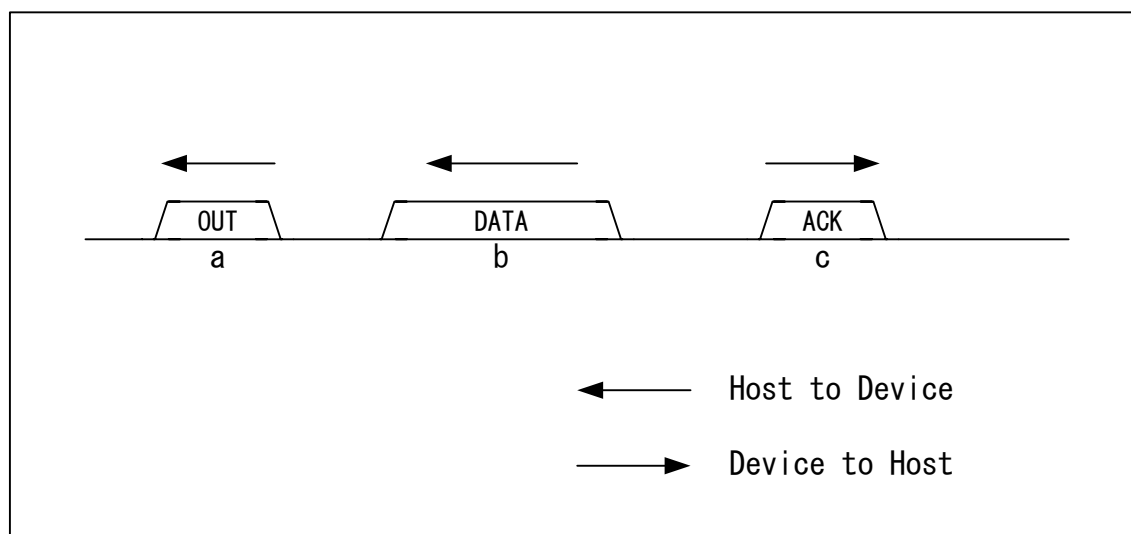 OUT DATA ACK
a b c
Host to Device
Device to Host